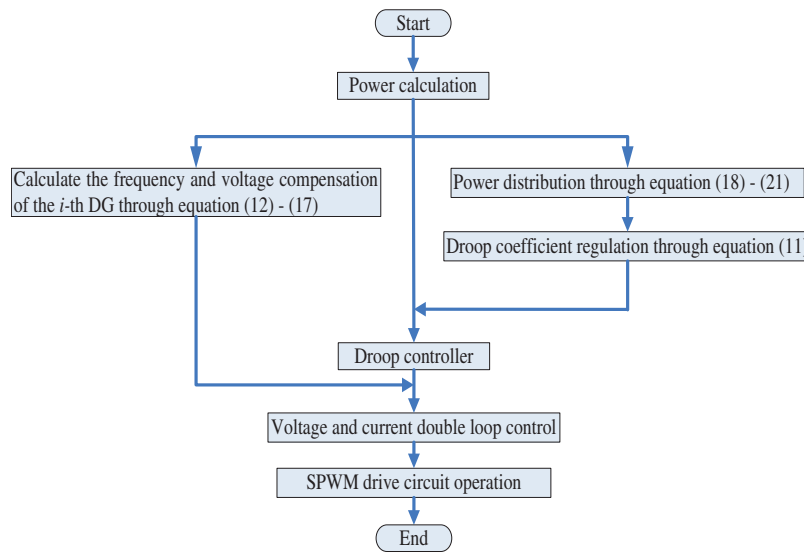 Start
Power calculation
Calculate the frequency and voltage compensation
of the i-th DG through equation (12) - (17)
Power distribution through equation (18) - (21)
Droop coefficient regulation through equation (11)
Droop controller
Voltage and current double loop control
SPWM drive circuit operation
End